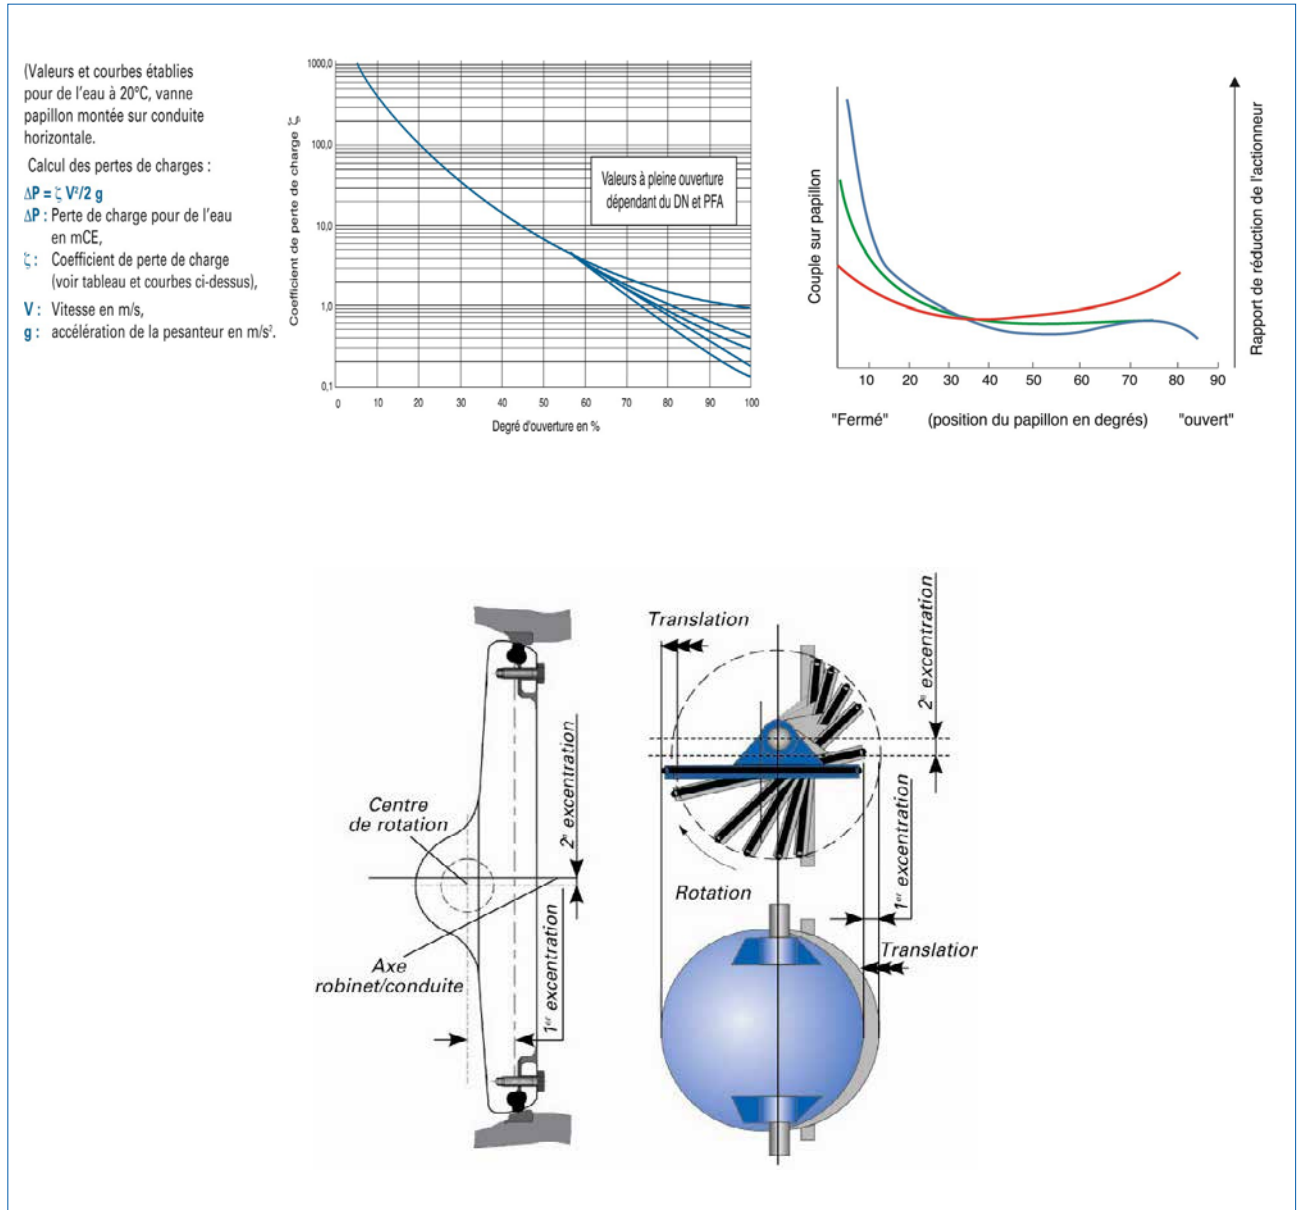 (Valeurs et courbes établies
pour de l'eau à 20°C, vanne
papillon montée sur conduite
horizontale.
Calcul des pertes de charges :
ΔP = ζ V²/2 g
ΔP : Perte de charge pour de l'eau
en mCE,
ζ : Coefficient de perte de charge
(voir tableau et courbes ci-dessus),
V : Vitesse en m/s,
g : accélération de la pesanteur en m/s².
Coefficient de perte de charge ζ
1000,0
100,0
10,0
1,0
0,1
Valeurs à pleine ouverture
dépendant du DN et PFA
0 10 20 30 40 50 60 70 80 90 100
Degré d'ouverture en %
Couple sur papillon
Rapport de réduction de l'actionneur
10 20 30 40 50 60 70 80 90
"Fermé" (position du papillon en degrés) "ouvert"
Centre
de rotation
Axe
robinet/conduite
2e excentration
1er excentration
Translation
Rotation
2e excentration
1er excentration
Translation